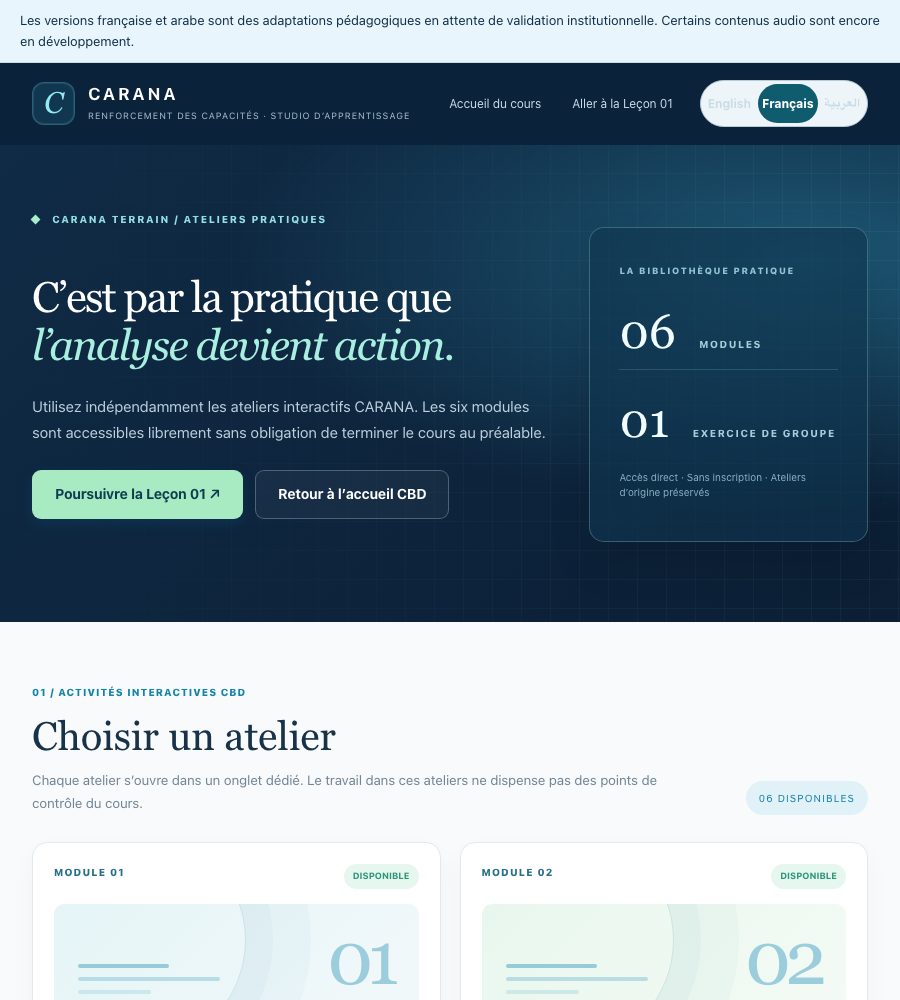 Les versions française et arabe sont des adaptations pédagogiques en attente de validation institutionnelle. Certains contenus audio sont encore
en développement.
C
CARANA
RENFORCEMENT DES CAPACITÉS · STUDIO D’APPRENTISSAGE
Accueil du cours
Aller à la Leçon 01
English
Français
العربية
CARANA TERRAIN / ATELIERS PRATIQUES
C’est par la pratique que
l’analyse devient action.
Utilisez indépendamment les ateliers interactifs CARANA. Les six modules
sont accessibles librement sans obligation de terminer le cours au préalable.
Poursuivre la Leçon 01 ↗
Retour à l’accueil CBD
LA BIBLIOTHÈQUE PRATIQUE
06 MODULES
01 EXERCICE DE GROUPE
Accès direct · Sans inscription · Ateliers
d’origine préservés
01 / ACTIVITÉS INTERACTIVES CBD
Choisir un atelier
Chaque atelier s’ouvre dans un onglet dédié. Le travail dans ces ateliers ne dispense pas des points de
contrôle du cours.
06 DISPONIBLES
MODULE 01
DISPONIBLE
01
MODULE 02
DISPONIBLE
02